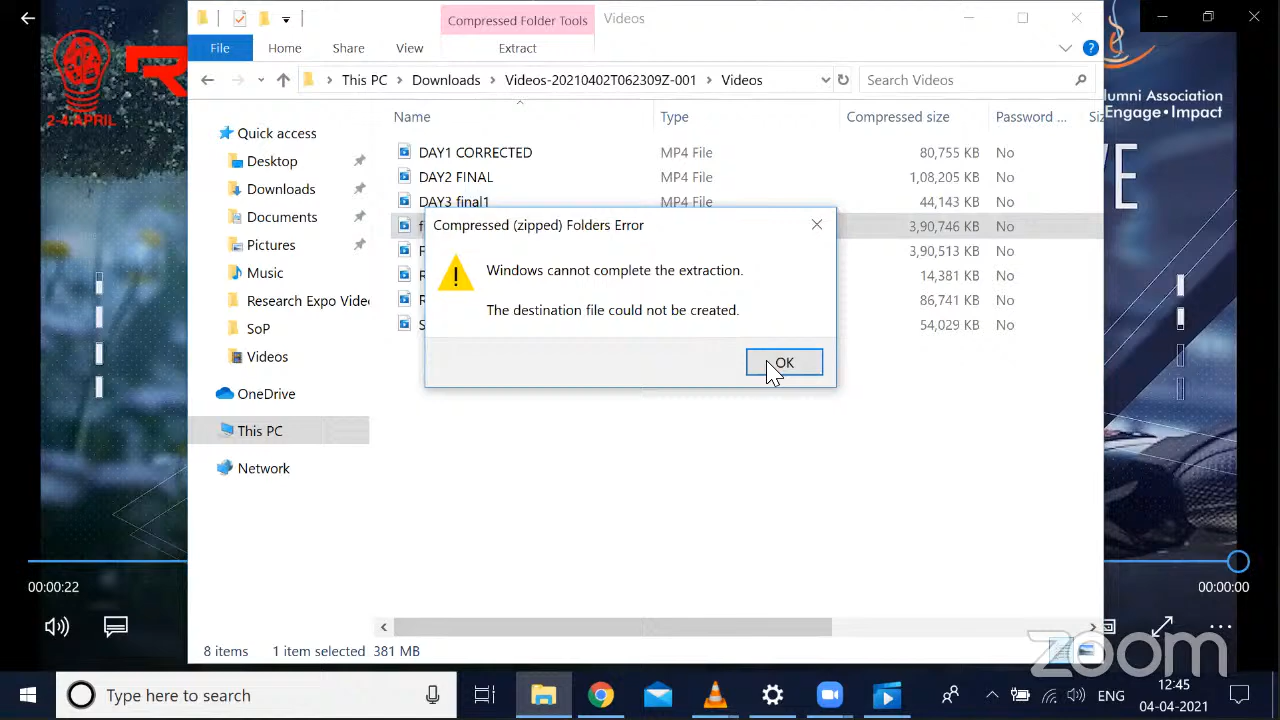 Compressed Folder Tools
Videos
File
Home
Share
View
Extract
This PC
Downloads
Videos-20210402T062309Z-001
Videos
Search Videos
2-4 APRIL
lumni Association
Engage • Impact
VE
Name
Type
Compressed size
Password ...
Siz
Quick access
Desktop
Downloads
Documents
Pictures
Music
Research Expo Video
SoP
Videos
OneDrive
This PC
Network
DAY1 CORRECTED MP4 File 80,755 KB No
DAY2 FINAL MP4 File 1,08,205 KB No
DAY3 final1 MP4 File 44,143 KB No
f 3,90,746 KB No
F 3,90,513 KB No
R 14,381 KB No
R 86,741 KB No
S 54,029 KB No
Compressed (zipped) Folders Error
Windows cannot complete the extraction.
The destination file could not be created.
OK
00:00:22
00:00:00
8 items 1 item selected 381 MB
zoom
Type here to search
ENG
12:45
04-04-2021